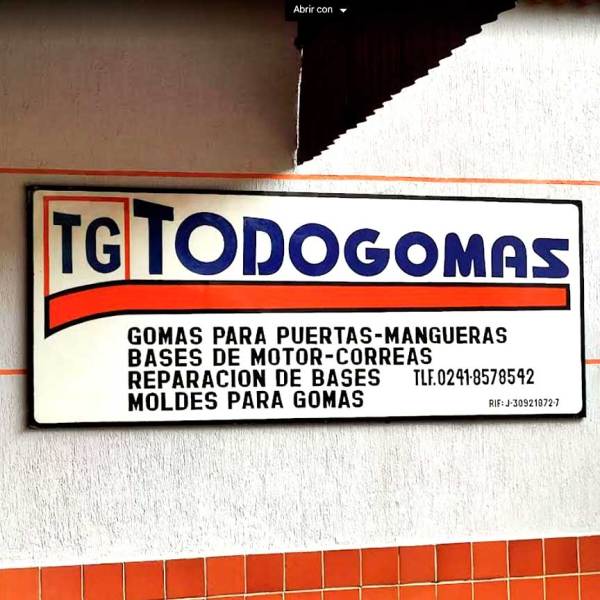 Abrir con
TG TODOGOMAS
GOMAS PARA PUERTAS-MANGUERAS
BASES DE MOTOR-CORREAS
REPARACION DE BASES TLF.0241-8578542
MOLDES PARA GOMAS RIF:J-30921872-7